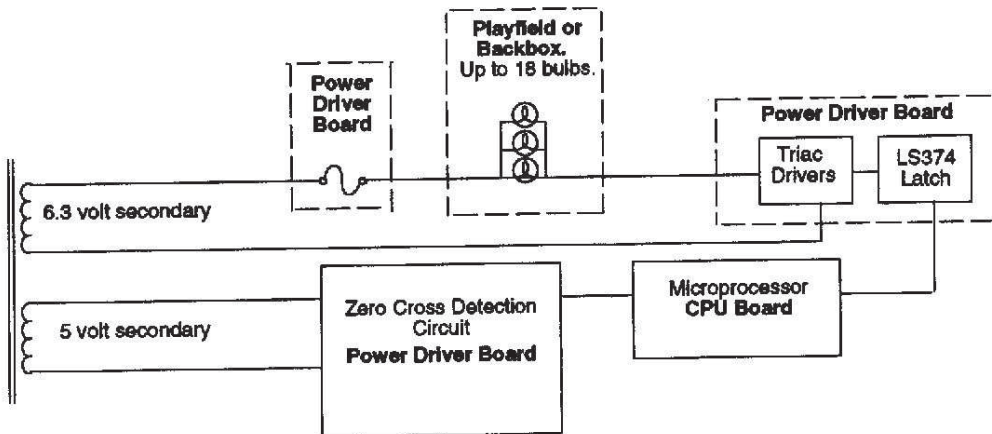 Playfield or
Backbox.
Up to 18 bulbs.
Power
Driver
Board
Power Driver Board
Triac
Drivers
LS374
Latch
6.3 volt secondary
5 volt secondary
Zero Cross Detection
Circuit
Power Driver Board
Microprocessor
CPU Board